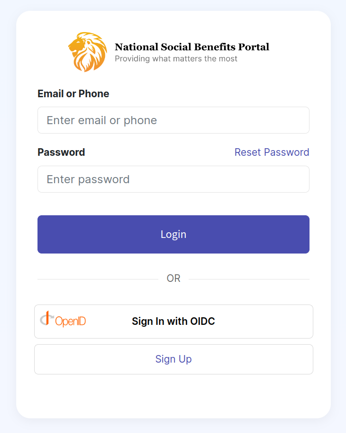 National Social Benefits Portal
Providing what matters the most
Email or Phone
Enter email or phone
Password Reset Password
Enter password
Login
OR
OpenID Sign In with OIDC
Sign Up